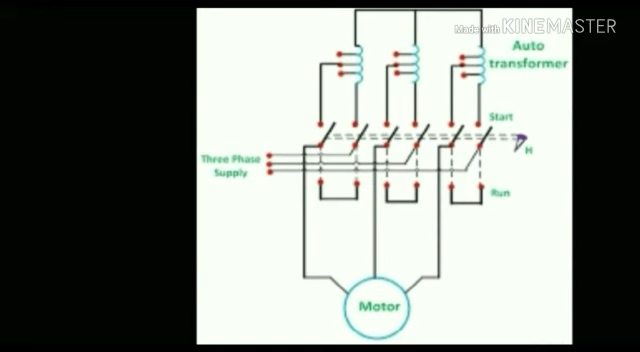 Made with KINEMASTER
Auto
transformer
Start
H
Three Phase
Supply
Run
Motor